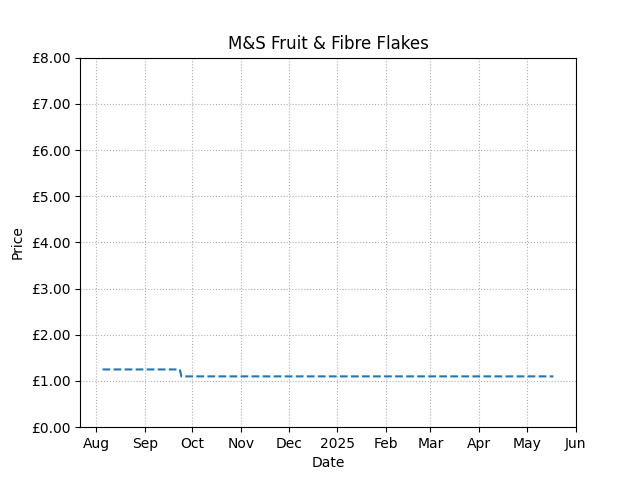 M&S Fruit & Fibre Flakes
£8.00
£7.00
£6.00
£5.00
£4.00
£3.00
£2.00
£1.00
£0.00
Price
Aug Sep Oct Nov Dec 2025 Feb Mar Apr May Jun
Date